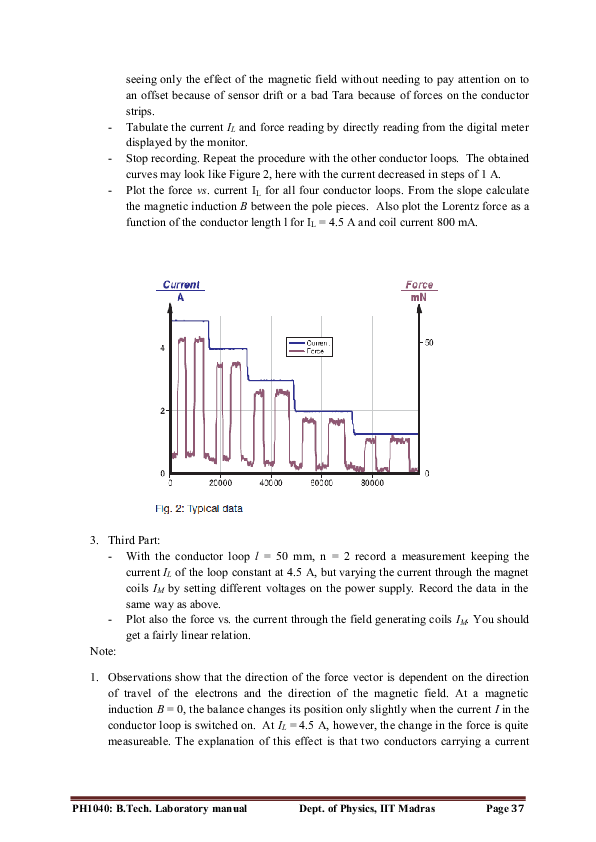 seeing only the effect of the magnetic field without needing to pay attention on to
an offset because of sensor drift or a bad Tara because of forces on the conductor
strips.
- Tabulate the current IL and force reading by directly reading from the digital meter
displayed by the monitor.
- Stop recording. Repeat the procedure with the other conductor loops. The obtained
curves may look like Figure 2, here with the current decreased in steps of 1 A.
- Plot the force vs. current IL for all four conductor loops. From the slope calculate
the magnetic induction B between the pole pieces. Also plot the Lorentz force as a
function of the conductor length l for IL = 4.5 A and coil current 800 mA.
Current
A
Force
mN
4
2
0
50
0
Current
Force
0 20000 40000 60000 80000
Fig. 2: Typical data
3. Third Part:
- With the conductor loop l = 50 mm, n = 2 record a measurement keeping the
current IL of the loop constant at 4.5 A, but varying the current through the magnet
coils IM by setting different voltages on the power supply. Record the data in the
same way as above.
- Plot also the force vs. the current through the field generating coils IM. You should
get a fairly linear relation.
Note:
1. Observations show that the direction of the force vector is dependent on the direction
of travel of the electrons and the direction of the magnetic field. At a magnetic
induction B = 0, the balance changes its position only slightly when the current I in the
conductor loop is switched on. At IL = 4.5 A, however, the change in the force is quite
measureable. The explanation of this effect is that two conductors carrying a current
PH1040: B.Tech. Laboratory manual Dept. of Physics, IIT Madras Page 37